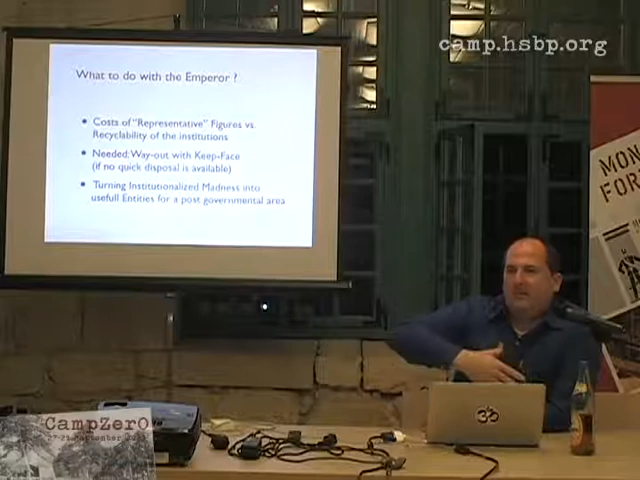 camp.hsbp.org
What to do with the Emperor ?
• Costs of "Representative" Figures vs.
Recyclability of the institutions
• Needed: Way-out with Keep-Face
(if no quick disposal is available)
• Turning Institutionalized Madness into
usefull Entities for a post governmental area
MON
FOR
CampZer0
ॐ